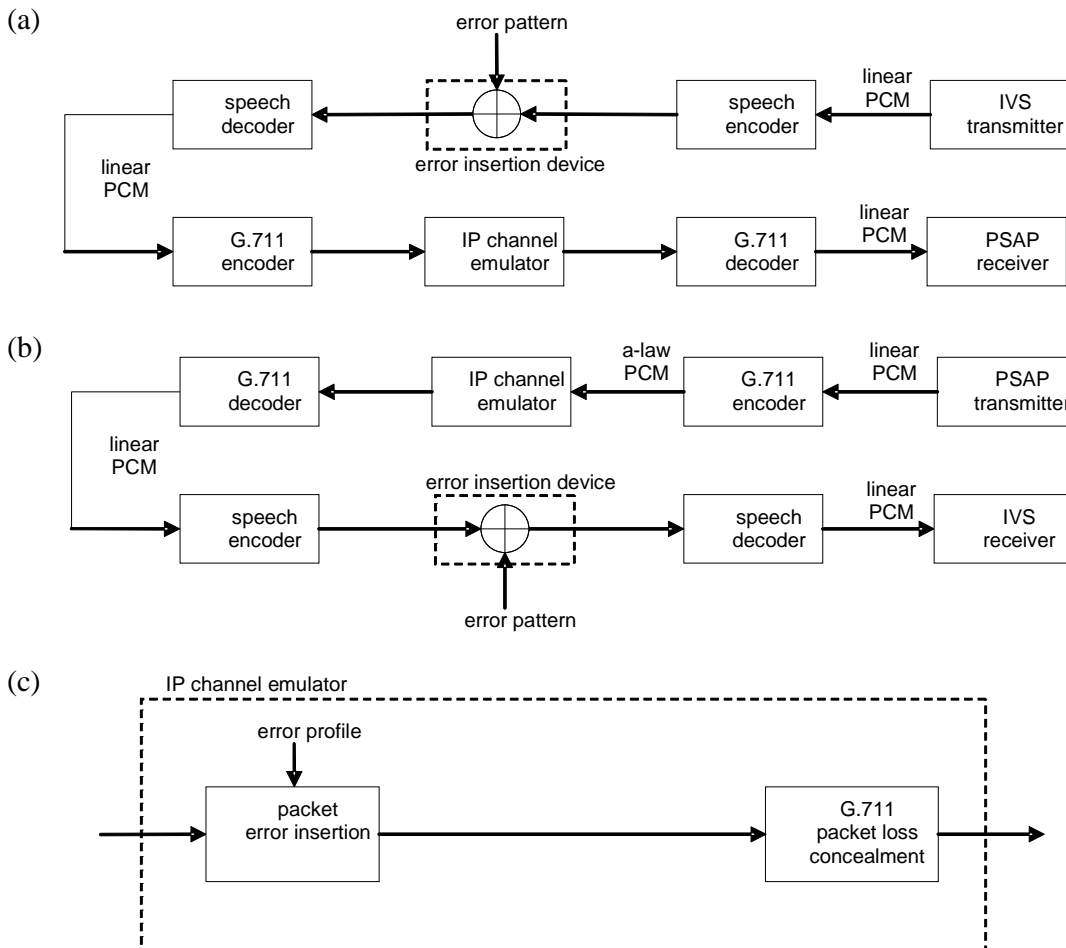 (a)
error pattern
speech
decoder
error insertion device
speech
encoder
linear
PCM
IVS
transmitter
linear
PCM
G.711
encoder
IP channel
emulator
G.711
decoder
linear
PCM
PSAP
receiver
(b)
G.711
decoder
IP channel
emulator
a-law
PCM
G.711
encoder
linear
PCM
PSAP
transmitter
linear
PCM
speech
encoder
error insertion device
error pattern
speech
decoder
linear
PCM
IVS
receiver
(c)
IP channel emulator
error profile
packet
error insertion
G.711
packet loss
concealment